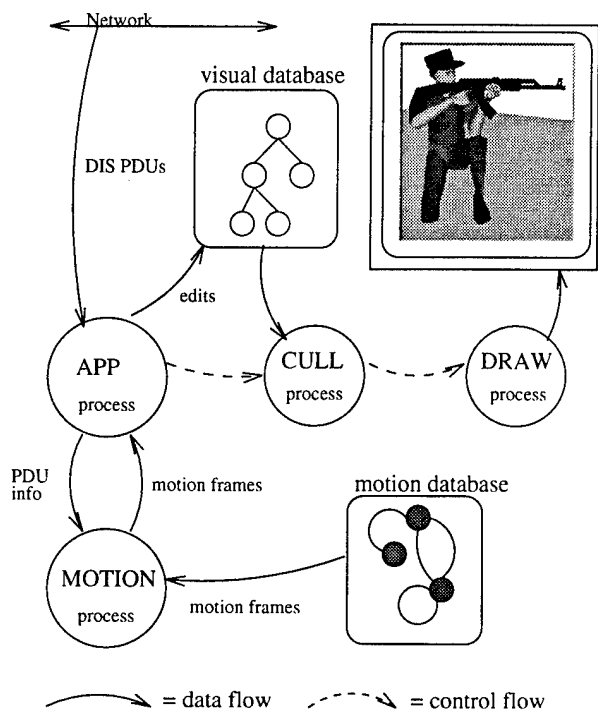 Network
visual database
DIS PDUs
edits
APP
process
CULL
process
DRAW
process
PDU
info
motion frames
motion database
MOTION
process
motion frames
= data flow
= control flow